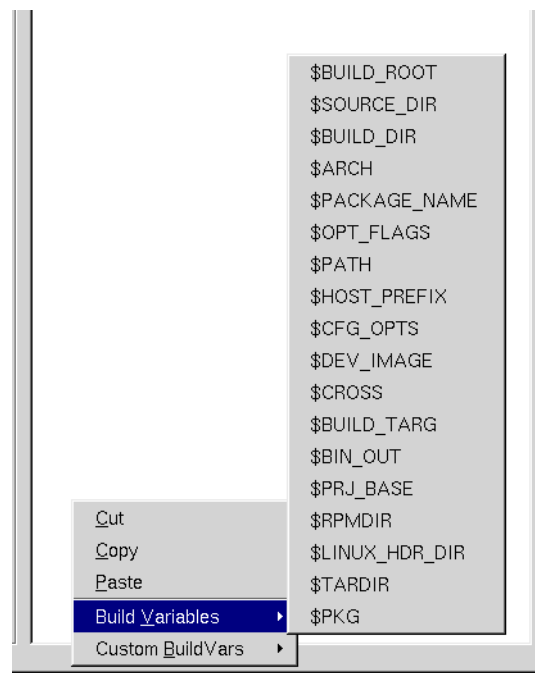 $BUILD_ROOT
$SOURCE_DIR
$BUILD_DIR
$ARCH
$PACKAGE_NAME
$OPT_FLAGS
$PATH
$HOST_PREFIX
$CFG_OPTS
$DEV_IMAGE
$CROSS
$BUILD_TARG
$BIN_OUT
$PRJ_BASE
$RPMDIR
$LINUX_HDR_DIR
$TARDIR
$PKG
Cut
Copy
Paste
Build Variables
Custom BuildVars